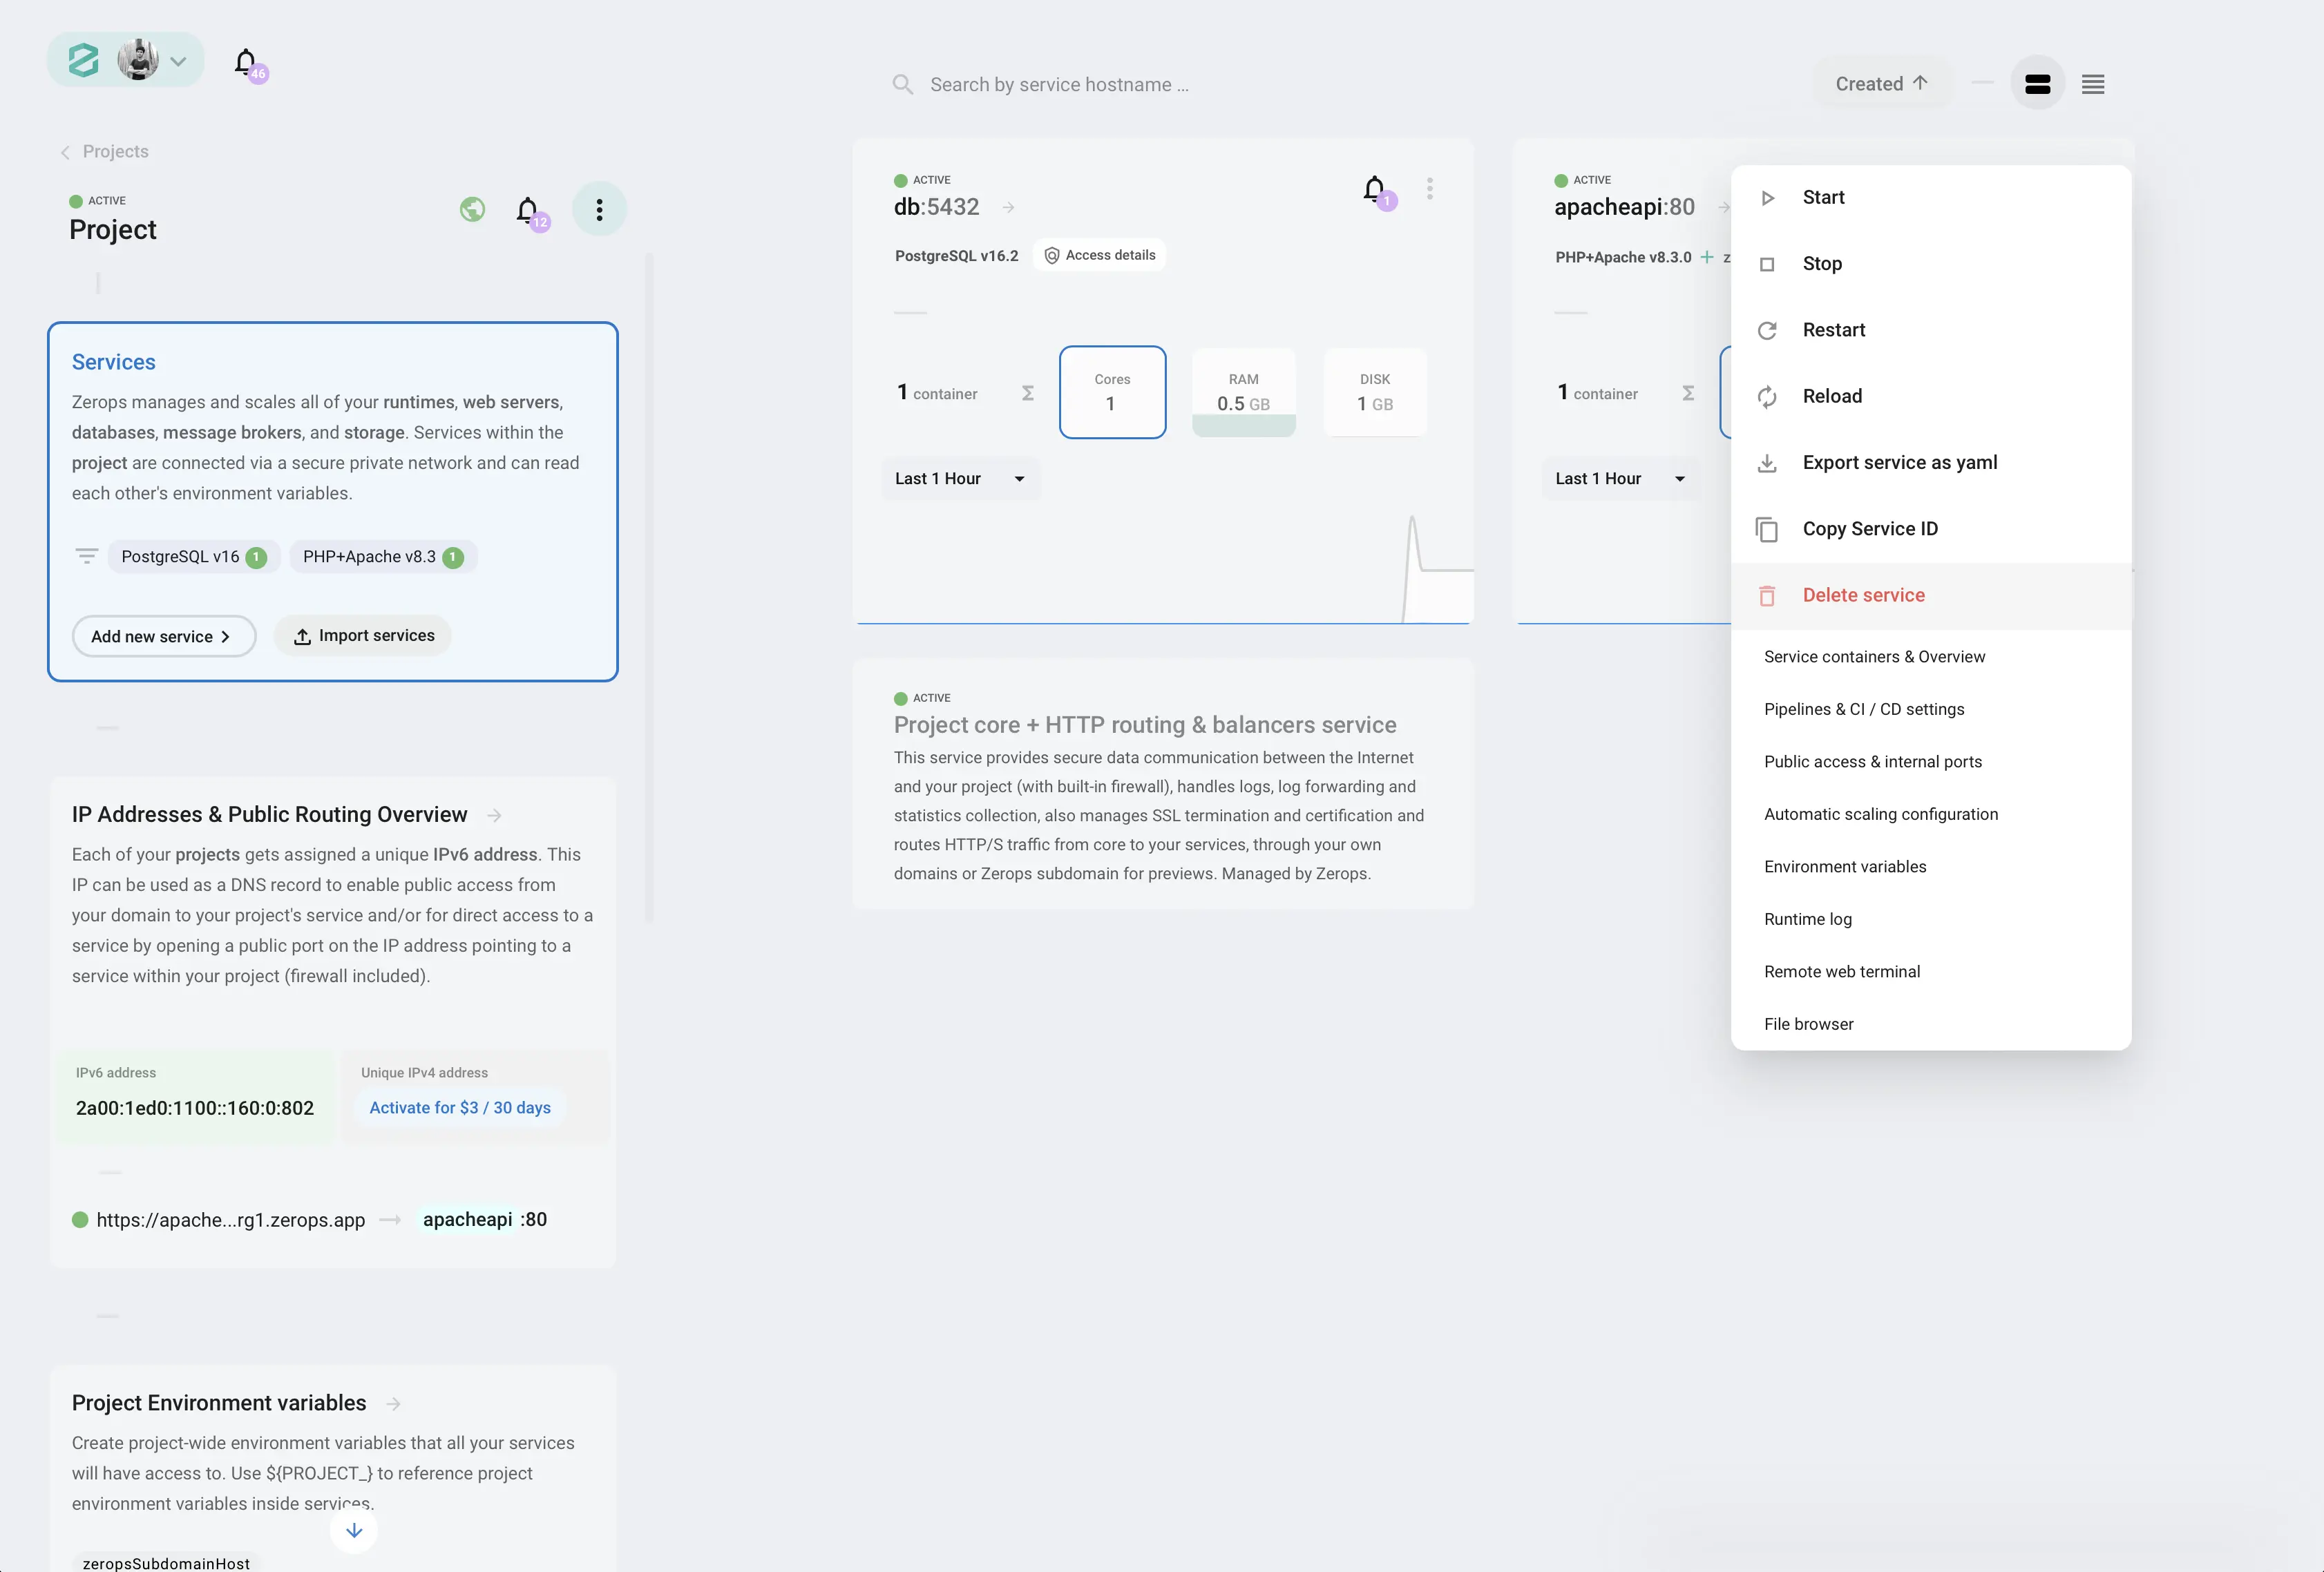 46
Search by service hostname ...
Created
Projects
ACTIVE
Project
12
Services
Zerops manages and scales all of your runtimes, web servers,
databases, message brokers, and storage. Services within the
project are connected via a secure private network and can read
each other's environment variables.
PostgreSQL v16 1
PHP+Apache v8.3 1
Add new service
Import services
IP Addresses & Public Routing Overview
Each of your projects gets assigned a unique IPv6 address. This
IP can be used as a DNS record to enable public access from
your domain to your project's service and/or for direct access to a
service by opening a public port on the IP address pointing to a
service within your project (firewall included).
IPv6 address
2a00:1ed0:1100::160:0:802
Unique IPv4 address
Activate for $3 / 30 days
https://apache...rg1.zerops.app → apacheapi :80
Project Environment variables
Create project-wide environment variables that all your services
will have access to. Use ${PROJECT_} to reference project
environment variables inside services.
zeropsSubdomainHost
ACTIVE
db:5432
1
PostgreSQL v16.2
Access details
1 container
Σ
Cores
1
RAM
0.5 GB
DISK
1 GB
Last 1 Hour
ACTIVE
Project core + HTTP routing & balancers service
This service provides secure data communication between the Internet
and your project (with built-in firewall), handles logs, log forwarding and
statistics collection, also manages SSL termination and certification and
routes HTTP/S traffic from core to your services, through your own
domains or Zerops subdomain for previews. Managed by Zerops.
ACTIVE
apacheapi:80
PHP+Apache v8.3.0 + z
1 container
Σ
Last 1 Hour
Start
Stop
Restart
Reload
Export service as yaml
Copy Service ID
Delete service
Service containers & Overview
Pipelines & CI / CD settings
Public access & internal ports
Automatic scaling configuration
Environment variables
Runtime log
Remote web terminal
File browser